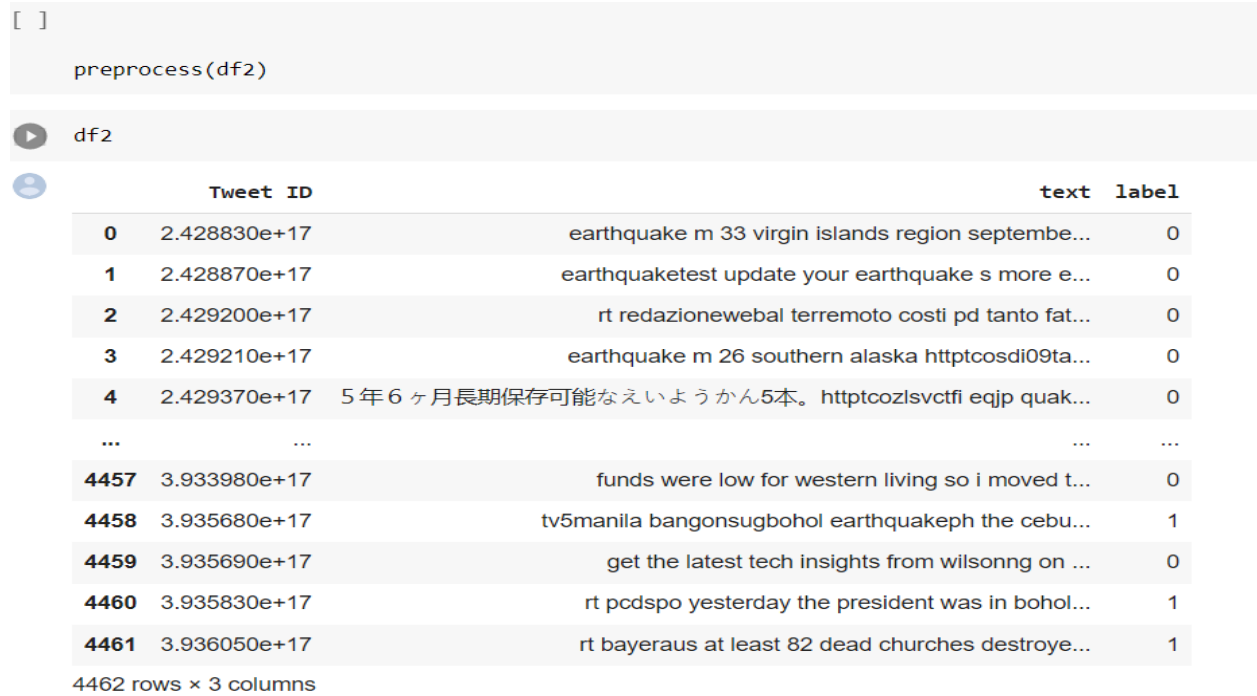 [ ]
preprocess(df2)
df2
Tweet ID text label
0 2.428830e+17 earthquake m 33 virgin islands region septembe... 0
1 2.428870e+17 earthquaketest update your earthquake s more e... 0
2 2.429200e+17 rt redazionewebal terremoto costi pd tanto fat... 0
3 2.429210e+17 earthquake m 26 southern alaska httptcosdi09ta... 0
4 2.429370e+17 5年6ヶ月長期保存可能なえいようかん5本。httptcozlsvctfi eqjp quak... 0
... ... ... ...
4457 3.933980e+17 funds were low for western living so i moved t... 0
4458 3.935680e+17 tv5manila bangonsugbohol earthquakeph the cebu... 1
4459 3.935690e+17 get the latest tech insights from wilsonng on ... 0
4460 3.935830e+17 rt pcdspo yesterday the president was in bohol... 1
4461 3.936050e+17 rt bayeraus at least 82 dead churches destroye... 1
4462 rows × 3 columns